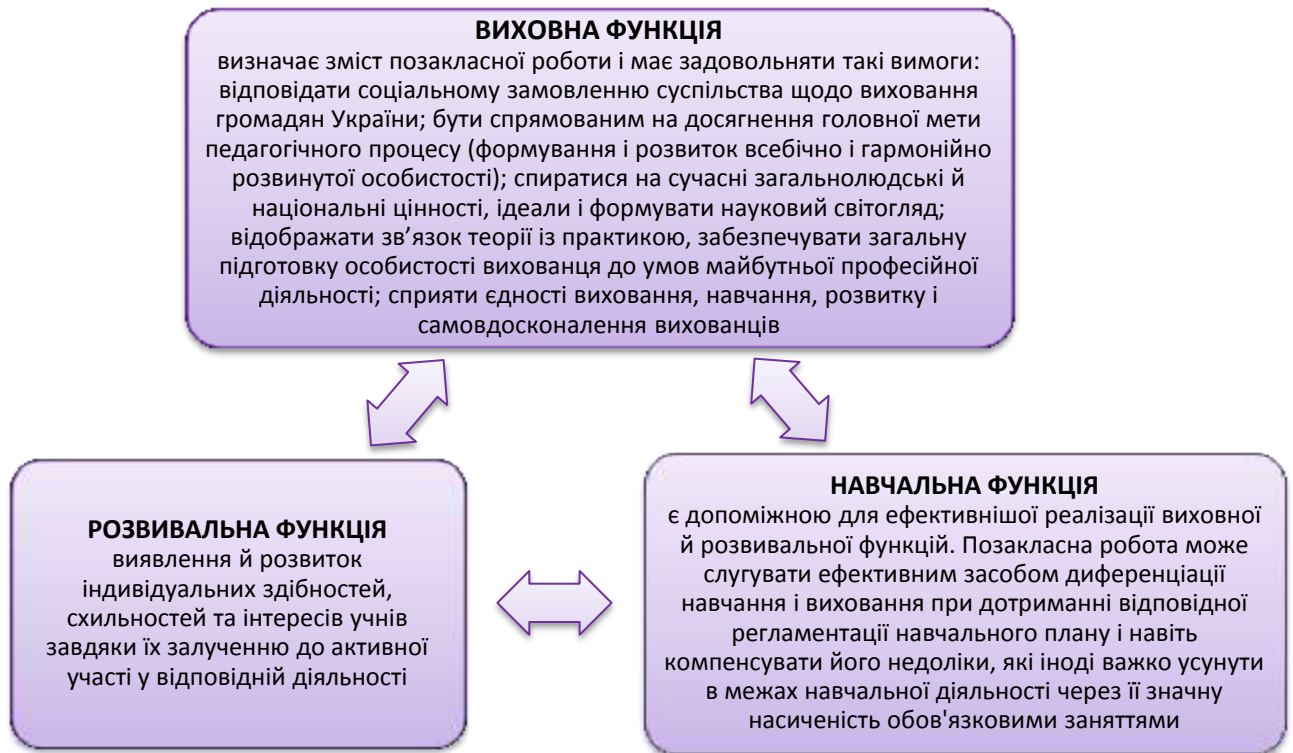 ВИХОВНА ФУНКЦІЯ
визначає зміст позакласної роботи і має задовольняти такі вимоги:
відповідати соціальному замовленню суспільства щодо виховання
громадян України; бути спрямованим на досягнення головної мети
педагогічного процесу (формування і розвиток всебічно і гармонійно
розвинутої особистості); спиратися на сучасні загальнолюдські й
національні цінності, ідеали і формувати науковий світогляд;
відображати зв’язок теорії із практикою, забезпечувати загальну
підготовку особистості вихованця до умов майбутньої професійної
діяльності; сприяти єдності виховання, навчання, розвитку і
самовдосконалення вихованців
РОЗВИВАЛЬНА ФУНКЦІЯ
виявлення й розвиток
індивідуальних здібностей,
схильностей та інтересів учнів
завдяки їх залученню до активної
участі у відповідній діяльності
НАВЧАЛЬНА ФУНКЦІЯ
є допоміжною для ефективнішої реалізації виховної
й розвивальної функцій. Позакласна робота може
слугувати ефективним засобом диференціації
навчання і виховання при дотриманні відповідної
регламентації навчального плану і навіть
компенсувати його недоліки, які іноді важко усунути
в межах навчальної діяльності через її значну
насиченість обов'язковими заняттями